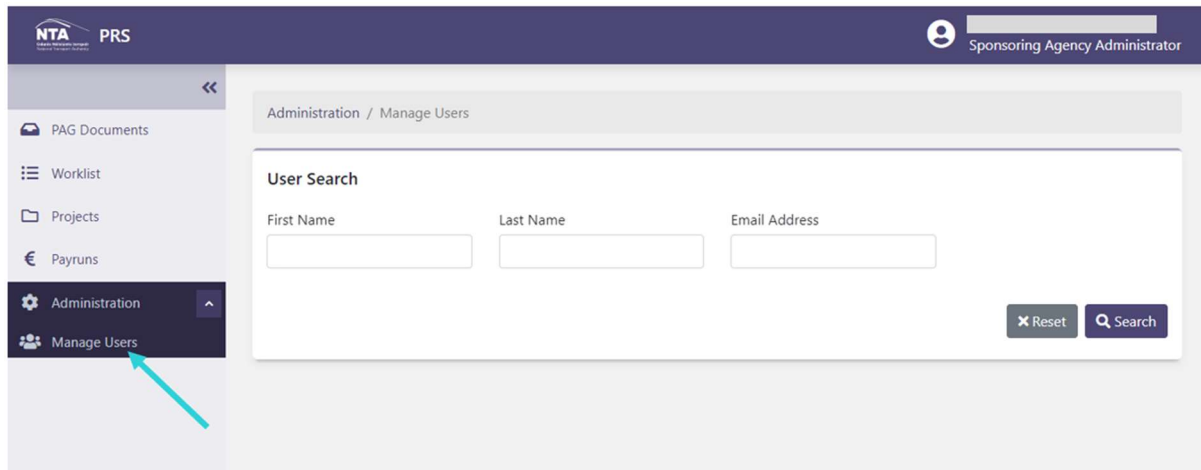 NTA PRS
Sponsoring Agency Administrator
PAG Documents
Worklist
Projects
€ Payruns
Administration
Manage Users
Administration / Manage Users
User Search
First Name Last Name Email Address
Reset Search